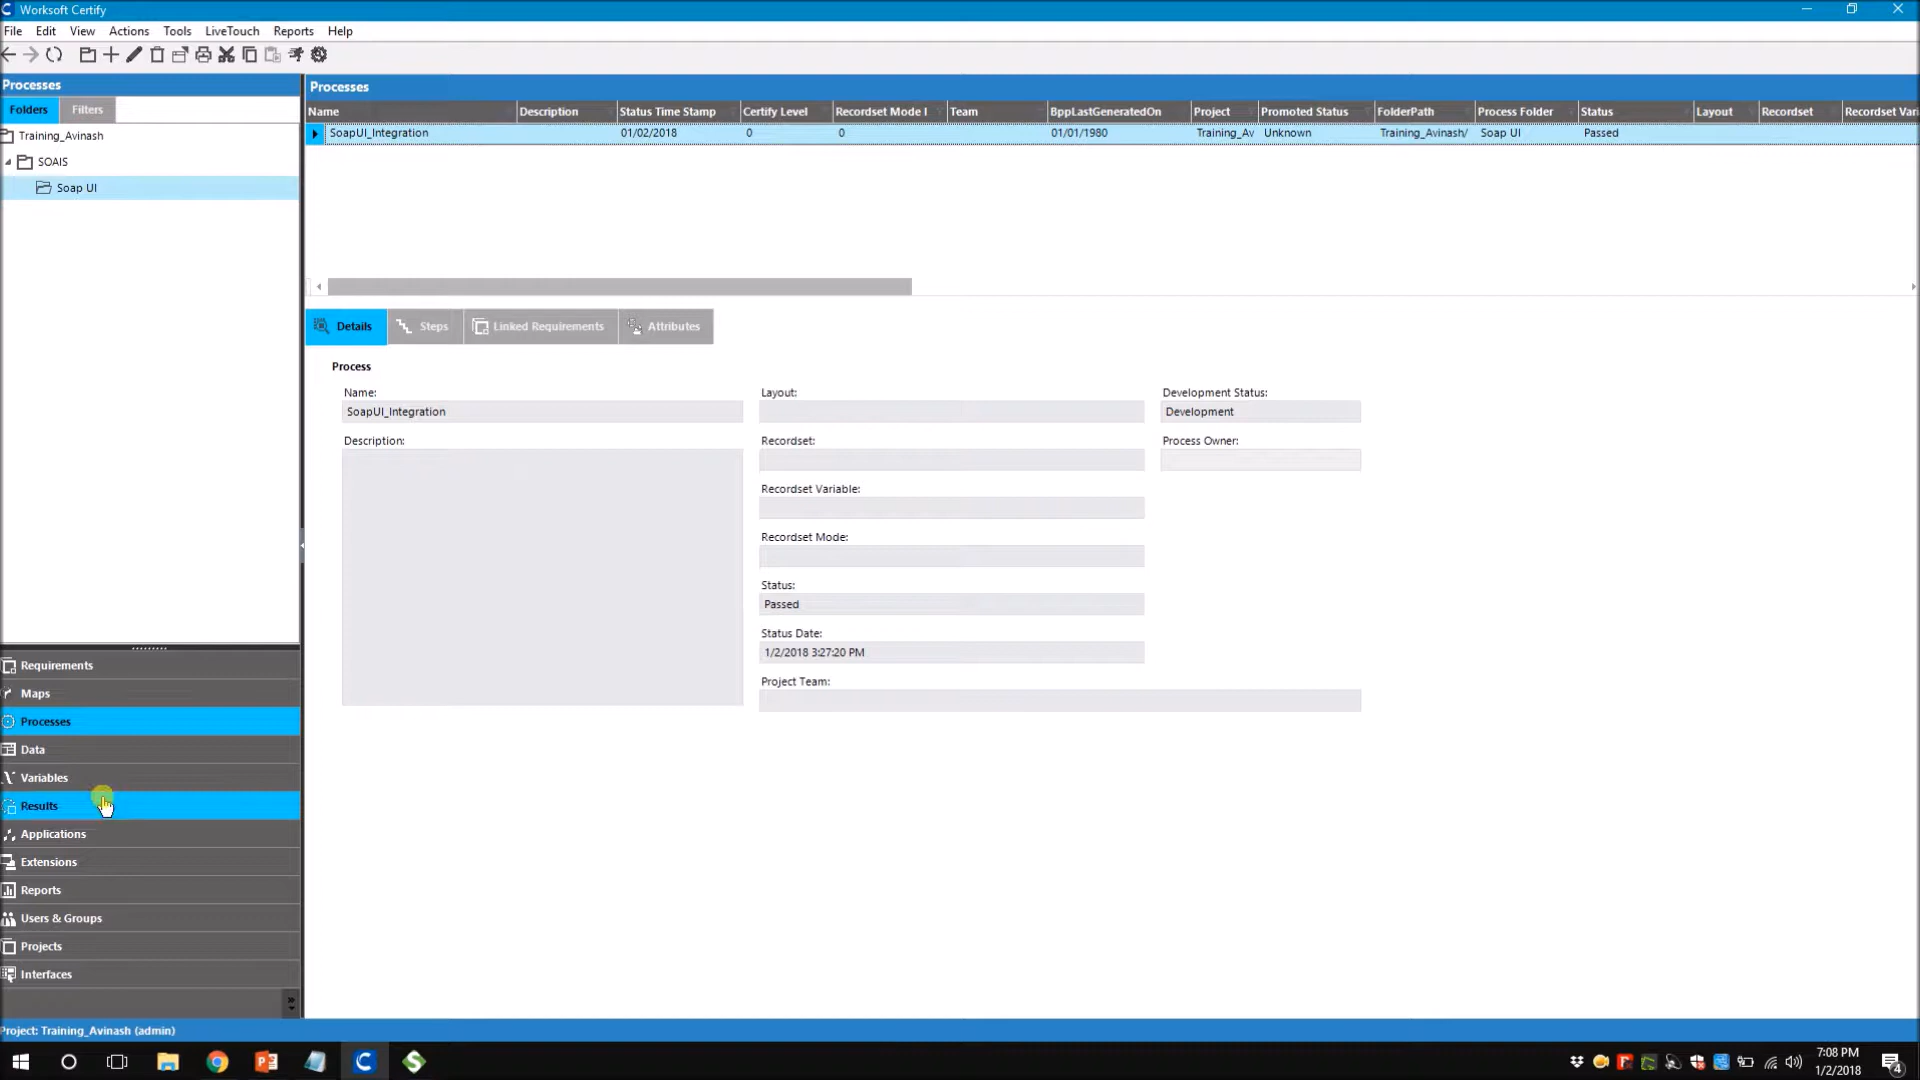 Worksoft Certify
File Edit View Actions Tools LiveTouch Reports Help
Processes
Folders Filters
Training_Avinash
SOAIS
Soap UI
Requirements
Maps
Processes
Data
Variables
Results
Applications
Extensions
Reports
Users & Groups
Projects
Interfaces
Processes
Name Description Status Time Stamp Certify Level Recordset Mode I Team BppLastGeneratedOn Project Promoted Status FolderPath Process Folder Status Layout Recordset Recordset Vari
SoapUI_Integration 01/02/2018 0 0 01/01/1980 Training_Av Unknown Training_Avinash/ Soap UI Passed
Details Steps Linked Requirements Attributes
Process
Name:
SoapUI_Integration
Description:
Layout:
Recordset:
Recordset Variable:
Recordset Mode:
Status:
Passed
Status Date:
1/2/2018 3:27:20 PM
Project Team:
Development Status:
Development
Process Owner:
Project: Training_Avinash (admin)
7:08 PM
1/2/2018
4